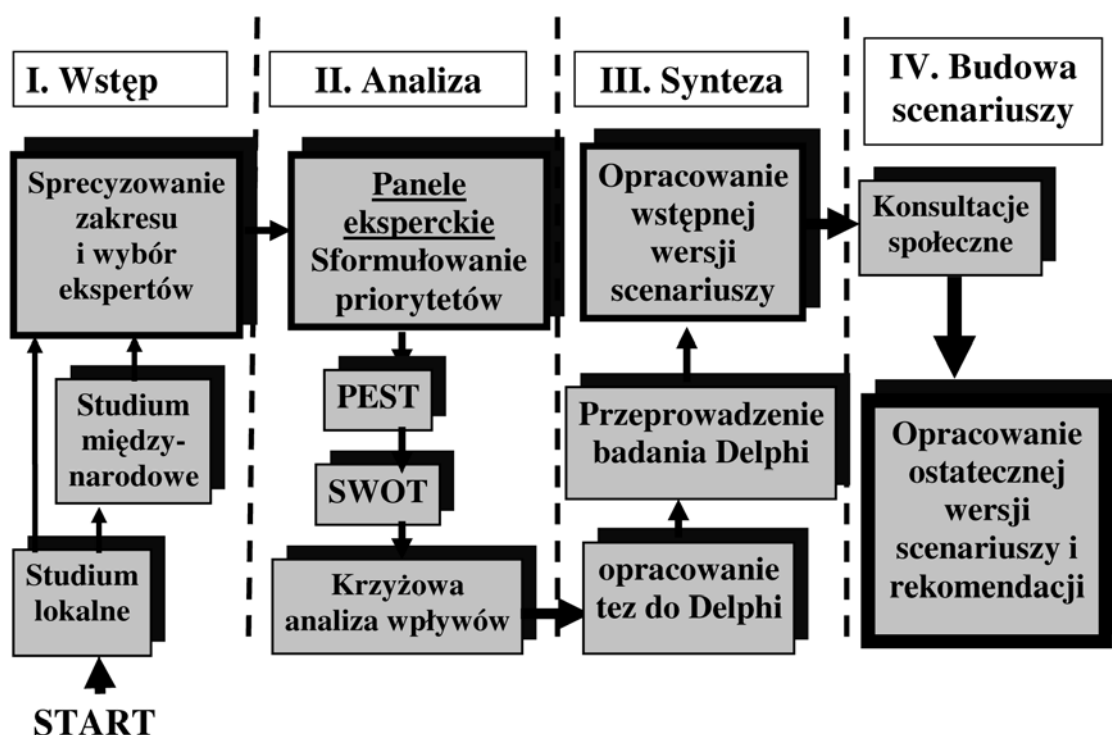 I. Wstęp
Sprecyzowanie
zakresu
i wybór
ekspertów
Studium
między-
narodowe
Studium
lokalne
START
II. Analiza
Panele
eksperckie
Sformułowanie
priorytetów
PEST
SWOT
Krzyżowa
analiza wpływów
III. Synteza
Opracowanie
wstępnej
wersji
scenariuszy
Przeprowadzenie
badania Delphi
opracowanie
tez do Delphi
IV. Budowa
scenariuszy
Konsultacje
społeczne
Opracowanie
ostatecznej
wersji
scenariuszy i
rekomendacji